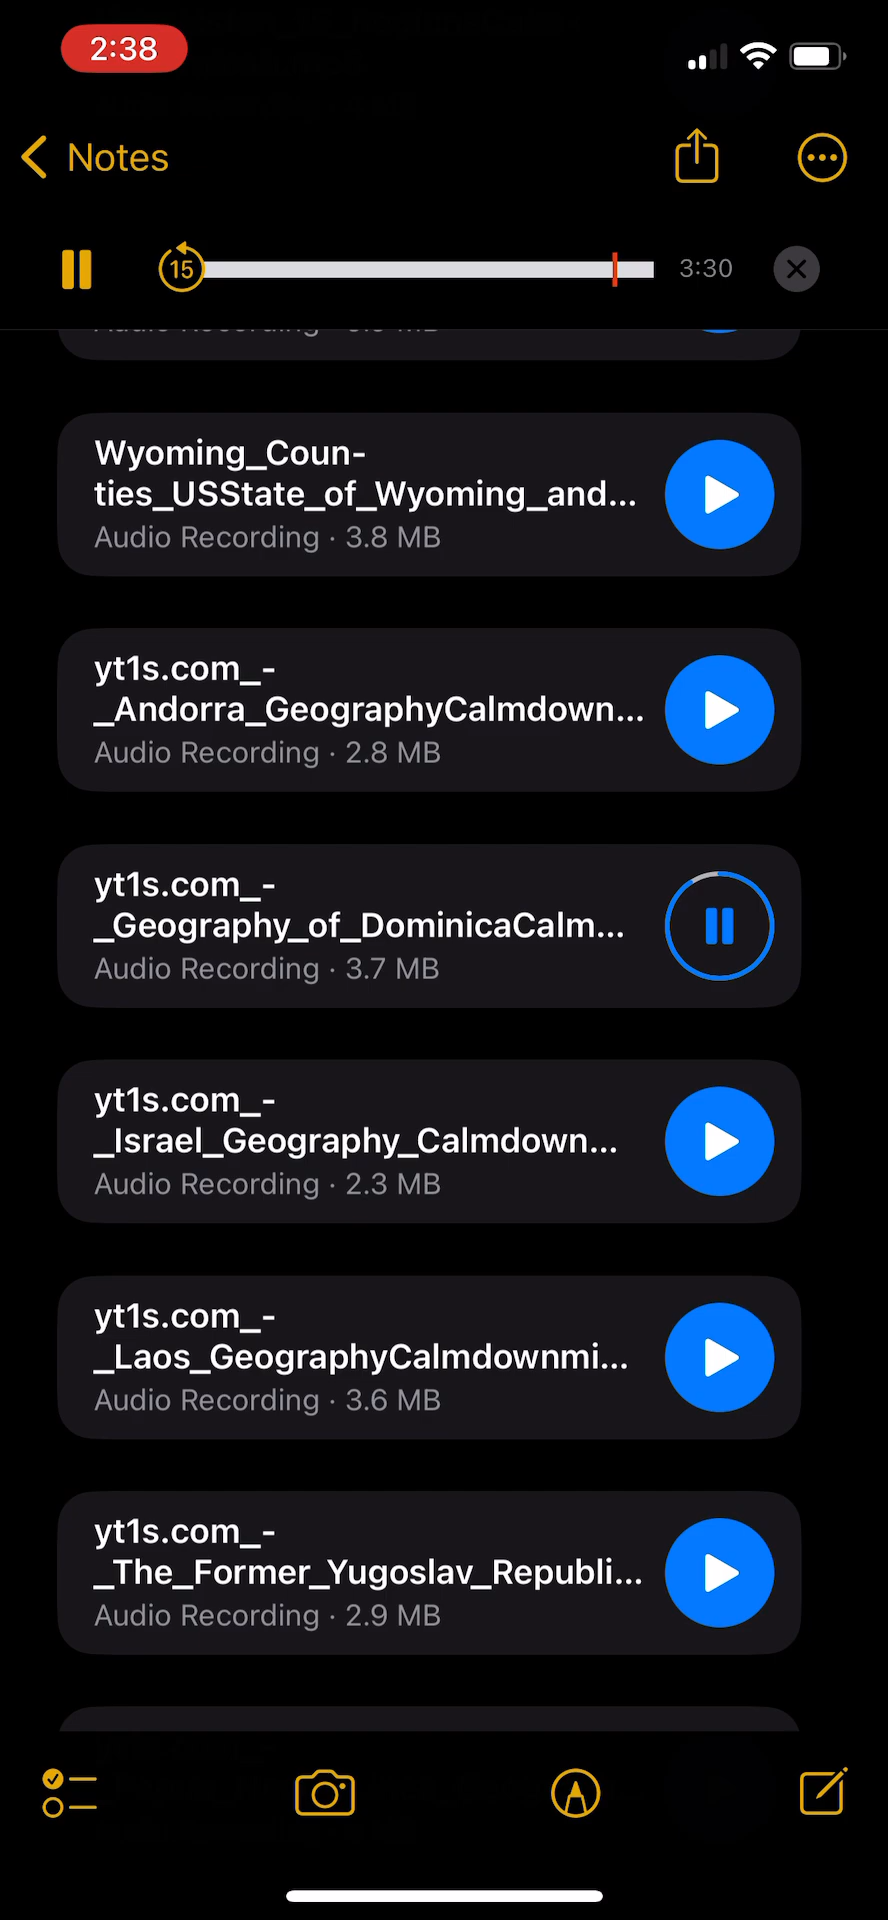 2:38
Notes
15
3:30
Wyoming_Coun-
ties_USState_of_Wyoming_and...
Audio Recording · 3.8 MB
yt1s.com_-
_Andorra_GeographyCalmdown...
Audio Recording · 2.8 MB
yt1s.com_-
_Geography_of_DominicaCalm...
Audio Recording · 3.7 MB
yt1s.com_-
_Israel_Geography_Calmdown...
Audio Recording · 2.3 MB
yt1s.com_-
_Laos_GeographyCalmdownmi...
Audio Recording · 3.6 MB
yt1s.com_-
_The_Former_Yugoslav_Republi...
Audio Recording · 2.9 MB